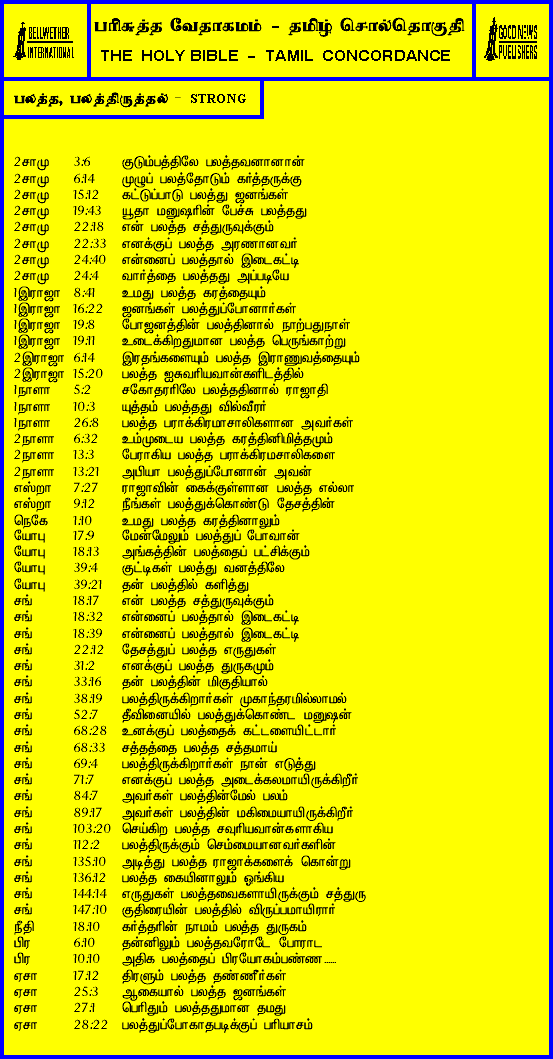 BELLWETHER
INTERNATIONAL
பரிசுத்த வேதாகமம் – தமிழ் சொல்தொகுதி
THE HOLY BIBLE – TAMIL CONCORDANCE
GOOD NEWS
PUBLISHERS
பலத்த, பலத்திருத்தல் – STRONG
2சாமு 3:6 குடும்பத்திலே பலத்தவனானான்
2சாமு 6:14 முழுப் பலத்தோடும் கர்த்தருக்கு
2சாமு 15:12 கட்டுப்பாடு பலத்து ஜனங்கள்
2சாமு 19:43 யூதா மனுஷரின் பேச்சு பலத்தது
2சாமு 22:18 என் பலத்த சத்துருவுக்கும்
2சாமு 22:33 எனக்குப் பலத்த அரணானவர்
2சாமு 24:40 என்னைப் பலத்தால் இடைகட்டி
2சாமு 24:4 வார்த்தை பலத்தது அப்படியே
1இராஜா 8:41 உமது பலத்த கரத்தையும்
1இராஜா 16:22 ஜனங்கள் பலத்துப்போனார்கள்
1இராஜா 19:8 போஜனத்தின் பலத்தினால் நாற்பதுநாள்
1இராஜா 19:11 உடைக்கிறதுமான பலத்த பெருங்காற்று
2இராஜா 6:14 இரதங்களையும் பலத்த இராணுவத்தையும்
2இராஜா 15:20 பலத்த ஐசுவரியவான்களிடத்தில்
1நாளா 5:2 சகோதரரிலே பலத்ததினால் ராஜாதி
1நாளா 10:3 யுத்தம் பலத்தது வில்வீரர்
1நாளா 26:8 பலத்த பராக்கிரமசாலிகளான அவர்கள்
2நாளா 6:32 உம்முடைய பலத்த கரத்தினிமித்தமும்
2நாளா 13:3 பேராகிய பலத்த பராக்கிரமசாலிகளை
2நாளா 13:21 அபியா பலத்துப்போனான் அவன்
எஸ்றா 7:27 ராஜாவின் கைக்குள்ளான பலத்த எல்லா
எஸ்றா 9:12 நீங்கள் பலத்துக்கொண்டு தேசத்தின்
நெகே 1:10 உமது பலத்த கரத்தினாலும்
யோபு 17:9 மேன்மேலும் பலத்துப் போவான்
யோபு 18:13 அங்கத்தின் பலத்தைப் பட்சிக்கும்
யோபு 39:4 குட்டிகள் பலத்து வனத்திலே
யோபு 39:21 தன் பலத்தில் களித்து
சங் 18:17 என் பலத்த சத்துருவுக்கும்
சங் 18:32 என்னைப் பலத்தால் இடைகட்டி
சங் 18:39 என்னைப் பலத்தால் இடைகட்டி
சங் 22:12 தேசத்துப் பலத்த எருதுகள்
சங் 31:2 எனக்குப் பலத்த துருகமும்
சங் 33:16 தன் பலத்தின் மிகுதியால்
சங் 38:19 பலத்திருக்கிறார்கள் முகாந்தரமில்லாமல்
சங் 52:7 தீவினையில் பலத்துக்கொண்ட மனுஷன்
சங் 68:28 உனக்குப் பலத்தைக் கட்டளையிட்டார்
சங் 68:33 சத்தத்தை பலத்த சத்தமாய்
சங் 69:4 பலத்திருக்கிறார்கள் நான் எடுத்து
சங் 71:7 எனக்குப் பலத்த அடைக்கலமாயிருக்கிறீர்
சங் 84:7 அவர்கள் பலத்தின்மேல் பலம்
சங் 89:17 அவர்கள் பலத்தின் மகிமையாயிருக்கிறீர்
சங் 103:20 செய்கிற பலத்த சவுரியவான்களாகிய
சங் 112:2 பலத்திருக்கும் செம்மையானவர்களின்
சங் 135:10 அடித்து பலத்த ராஜாக்களைக் கொன்று
சங் 136:12 பலத்த கையினாலும் ஓங்கிய
சங் 144:14 எருதுகள் பலத்தவைகளாயிருக்கும் சத்துரு
சங் 147:10 குதிரையின் பலத்தில் விருப்பமாயிரார்
நீதி 18:10 கர்த்தரின் நாமம் பலத்த துருகம்
பிர 6:10 தன்னிலும் பலத்தவரோடே போராட
பிர 10:10 அதிக பலத்தைப் பிரயோகம்பண்ண......
ஏசா 17:12 திரளும் பலத்த தண்ணீர்கள்
ஏசா 25:3 ஆகையால் பலத்த ஜனங்கள்
ஏசா 27:1 பெரிதும் பலத்ததுமான தமது
ஏசா 28:22 பலத்துப்போகாதபடிக்குப் பரியாசம்